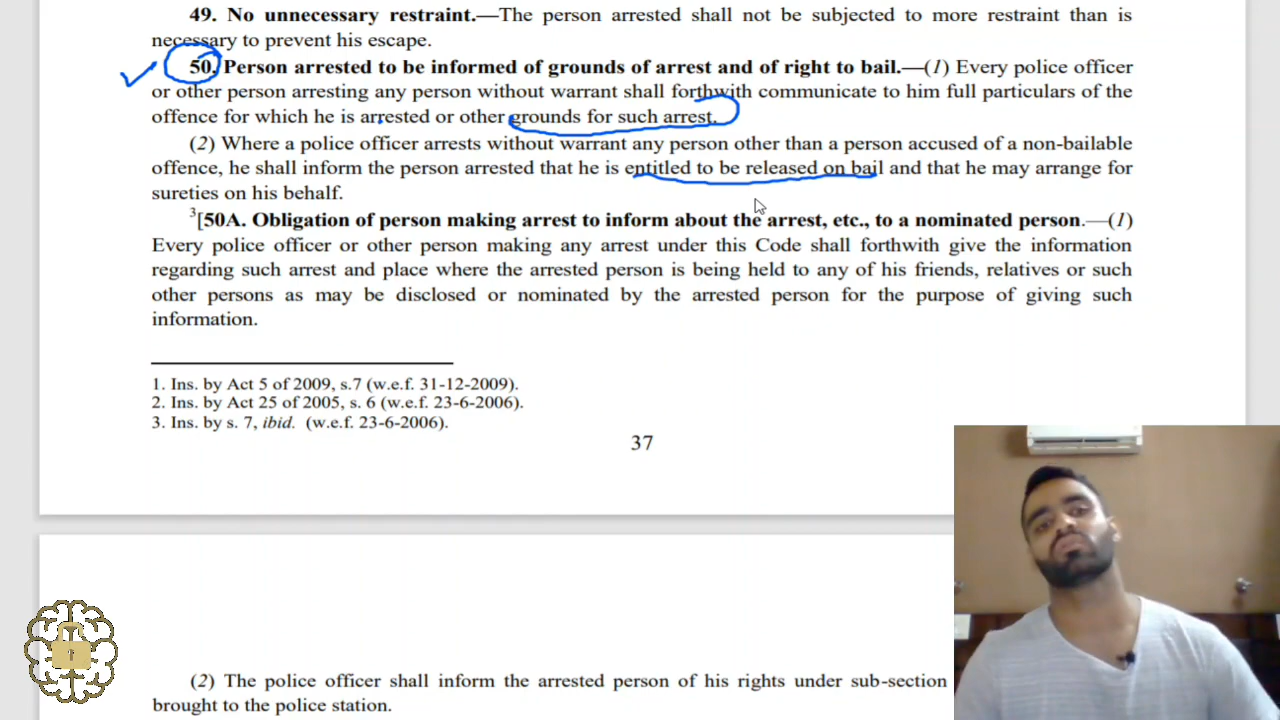 49. No unnecessary restraint.—The person arrested shall not be subjected to more restraint than is
necessary to prevent his escape.
50. Person arrested to be informed of grounds of arrest and of right to bail.—(1) Every police officer
or other person arresting any person without warrant shall forthwith communicate to him full particulars of the
offence for which he is arrested or other grounds for such arrest.
(2) Where a police officer arrests without warrant any person other than a person accused of a non-bailable
offence, he shall inform the person arrested that he is entitled to be released on bail and that he may arrange for
sureties on his behalf.
3[50A. Obligation of person making arrest to inform about the arrest, etc., to a nominated person.—(1)
Every police officer or other person making any arrest under this Code shall forthwith give the information
regarding such arrest and place where the arrested person is being held to any of his friends, relatives or such
other persons as may be disclosed or nominated by the arrested person for the purpose of giving such
information.
1. Ins. by Act 5 of 2009, s.7 (w.e.f. 31-12-2009).
2. Ins. by Act 25 of 2005, s. 6 (w.e.f. 23-6-2006).
3. Ins. by s. 7, ibid. (w.e.f. 23-6-2006).
37
(2) The police officer shall inform the arrested person of his rights under sub-section
brought to the police station.